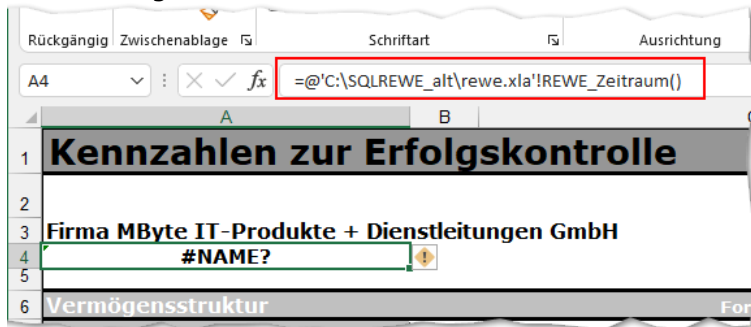 Rückgängig Zwischenablage Schriftart Ausrichtung
A4 fx =@'C:\SQLREWE_alt\rewe.xla'!REWE_Zeitraum()
A B
1 Kennzahlen zur Erfolgskontrolle
2
3 Firma MByte IT-Produkte + Dienstleitungen GmbH
4 #NAME?
5
6 Vermögensstruktur For